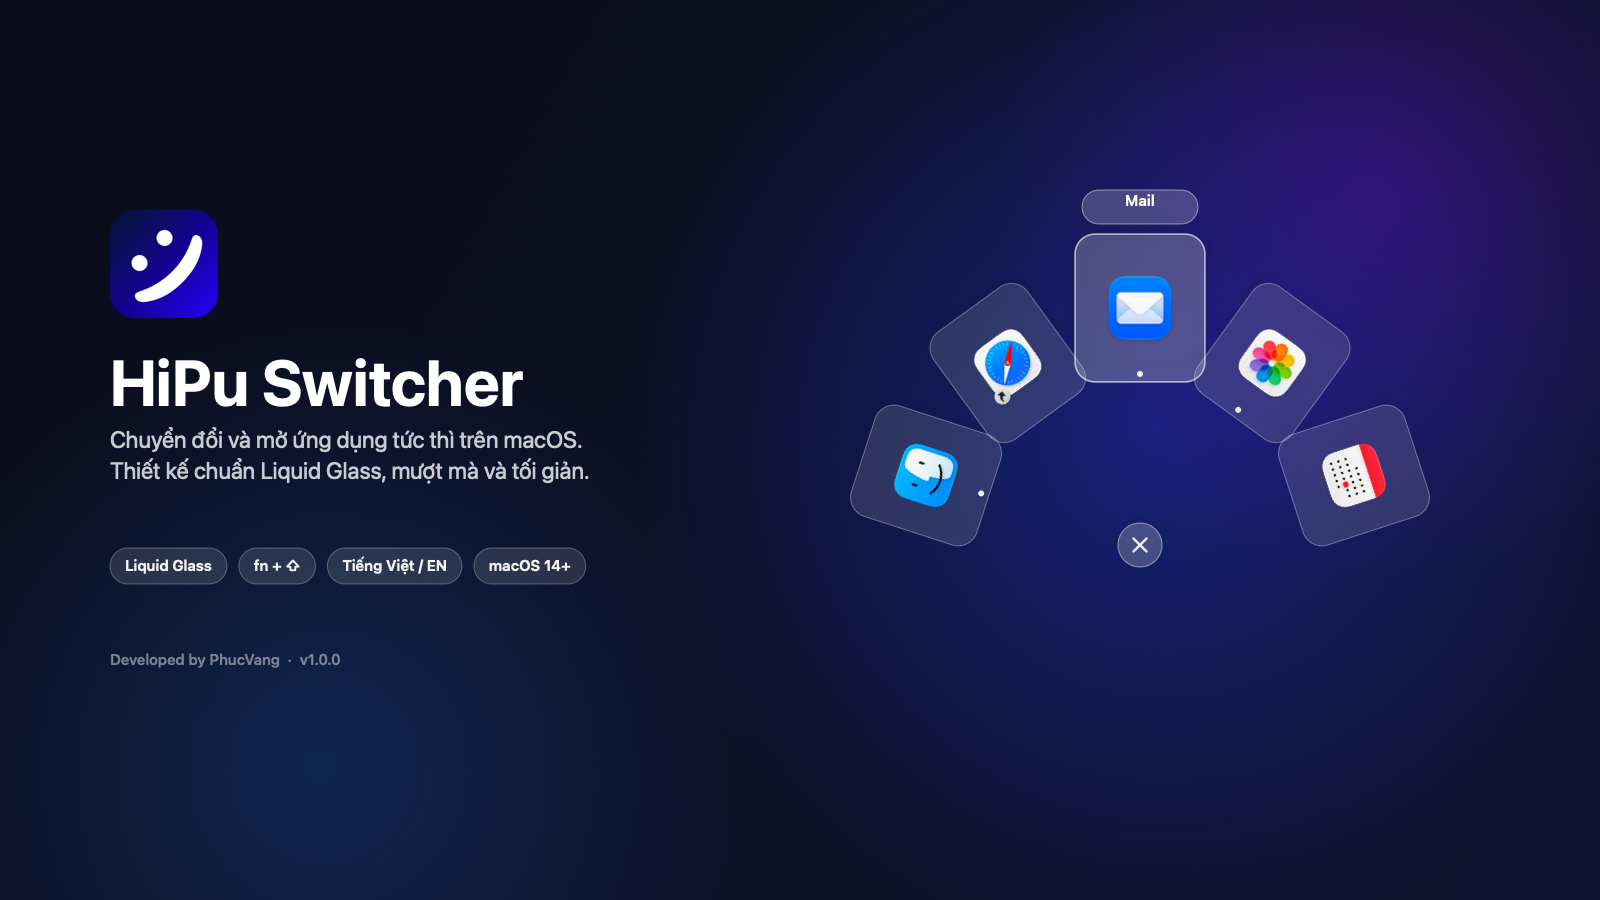 HiPu Switcher
Chuyển đổi và mở ứng dụng tức thì trên macOS.
Thiết kế chuẩn Liquid Glass, mượt mà và tối giản.
Liquid Glass
fn + ⇧
Tiếng Việt / EN
macOS 14+
Developed by PhucVang · v1.0.0
Mail